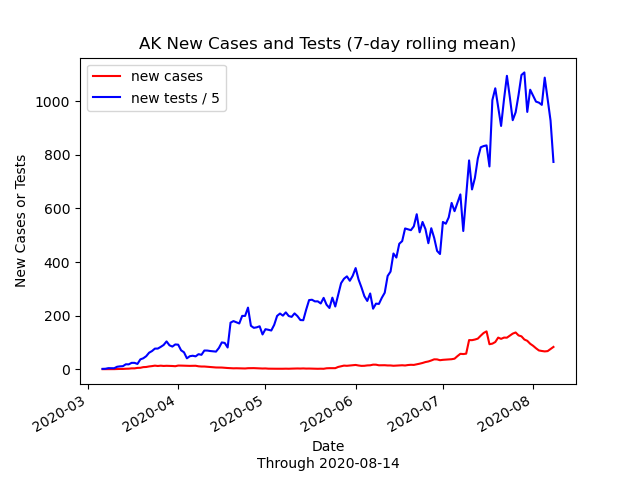 AK New Cases and Tests (7-day rolling mean)
new cases
new tests / 5
New Cases or Tests
1000
800
600
400
200
0
2020-03
2020-04
2020-05
2020-06
2020-07
2020-08
Date
Through 2020-08-14